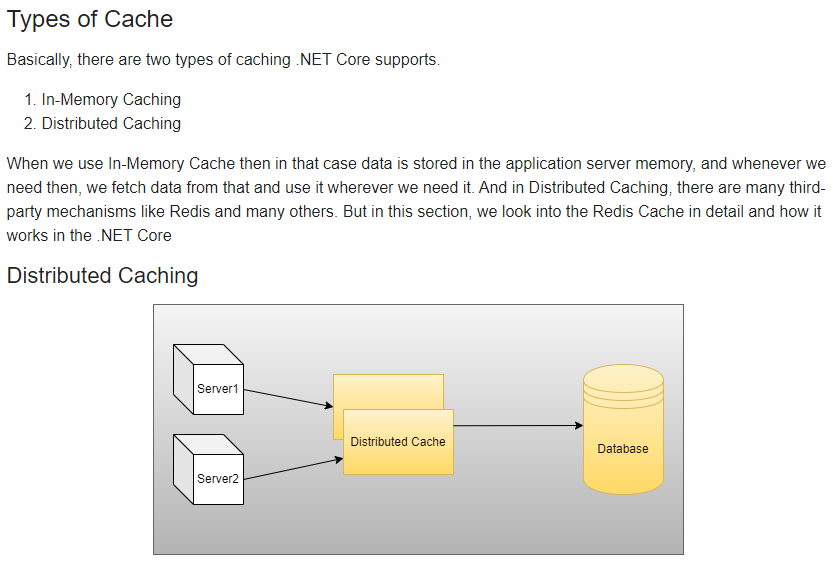 Types of Cache
Basically, there are two types of caching .NET Core supports.
1. In-Memory Caching
2. Distributed Caching
When we use In-Memory Cache then in that case data is stored in the application server memory, and whenever we
need then, we fetch data from that and use it wherever we need it. And in Distributed Caching, there are many third-
party mechanisms like Redis and many others. But in this section, we look into the Redis Cache in detail and how it
works in the .NET Core
Distributed Caching
Server1
Distributed Cache
Database
Server2